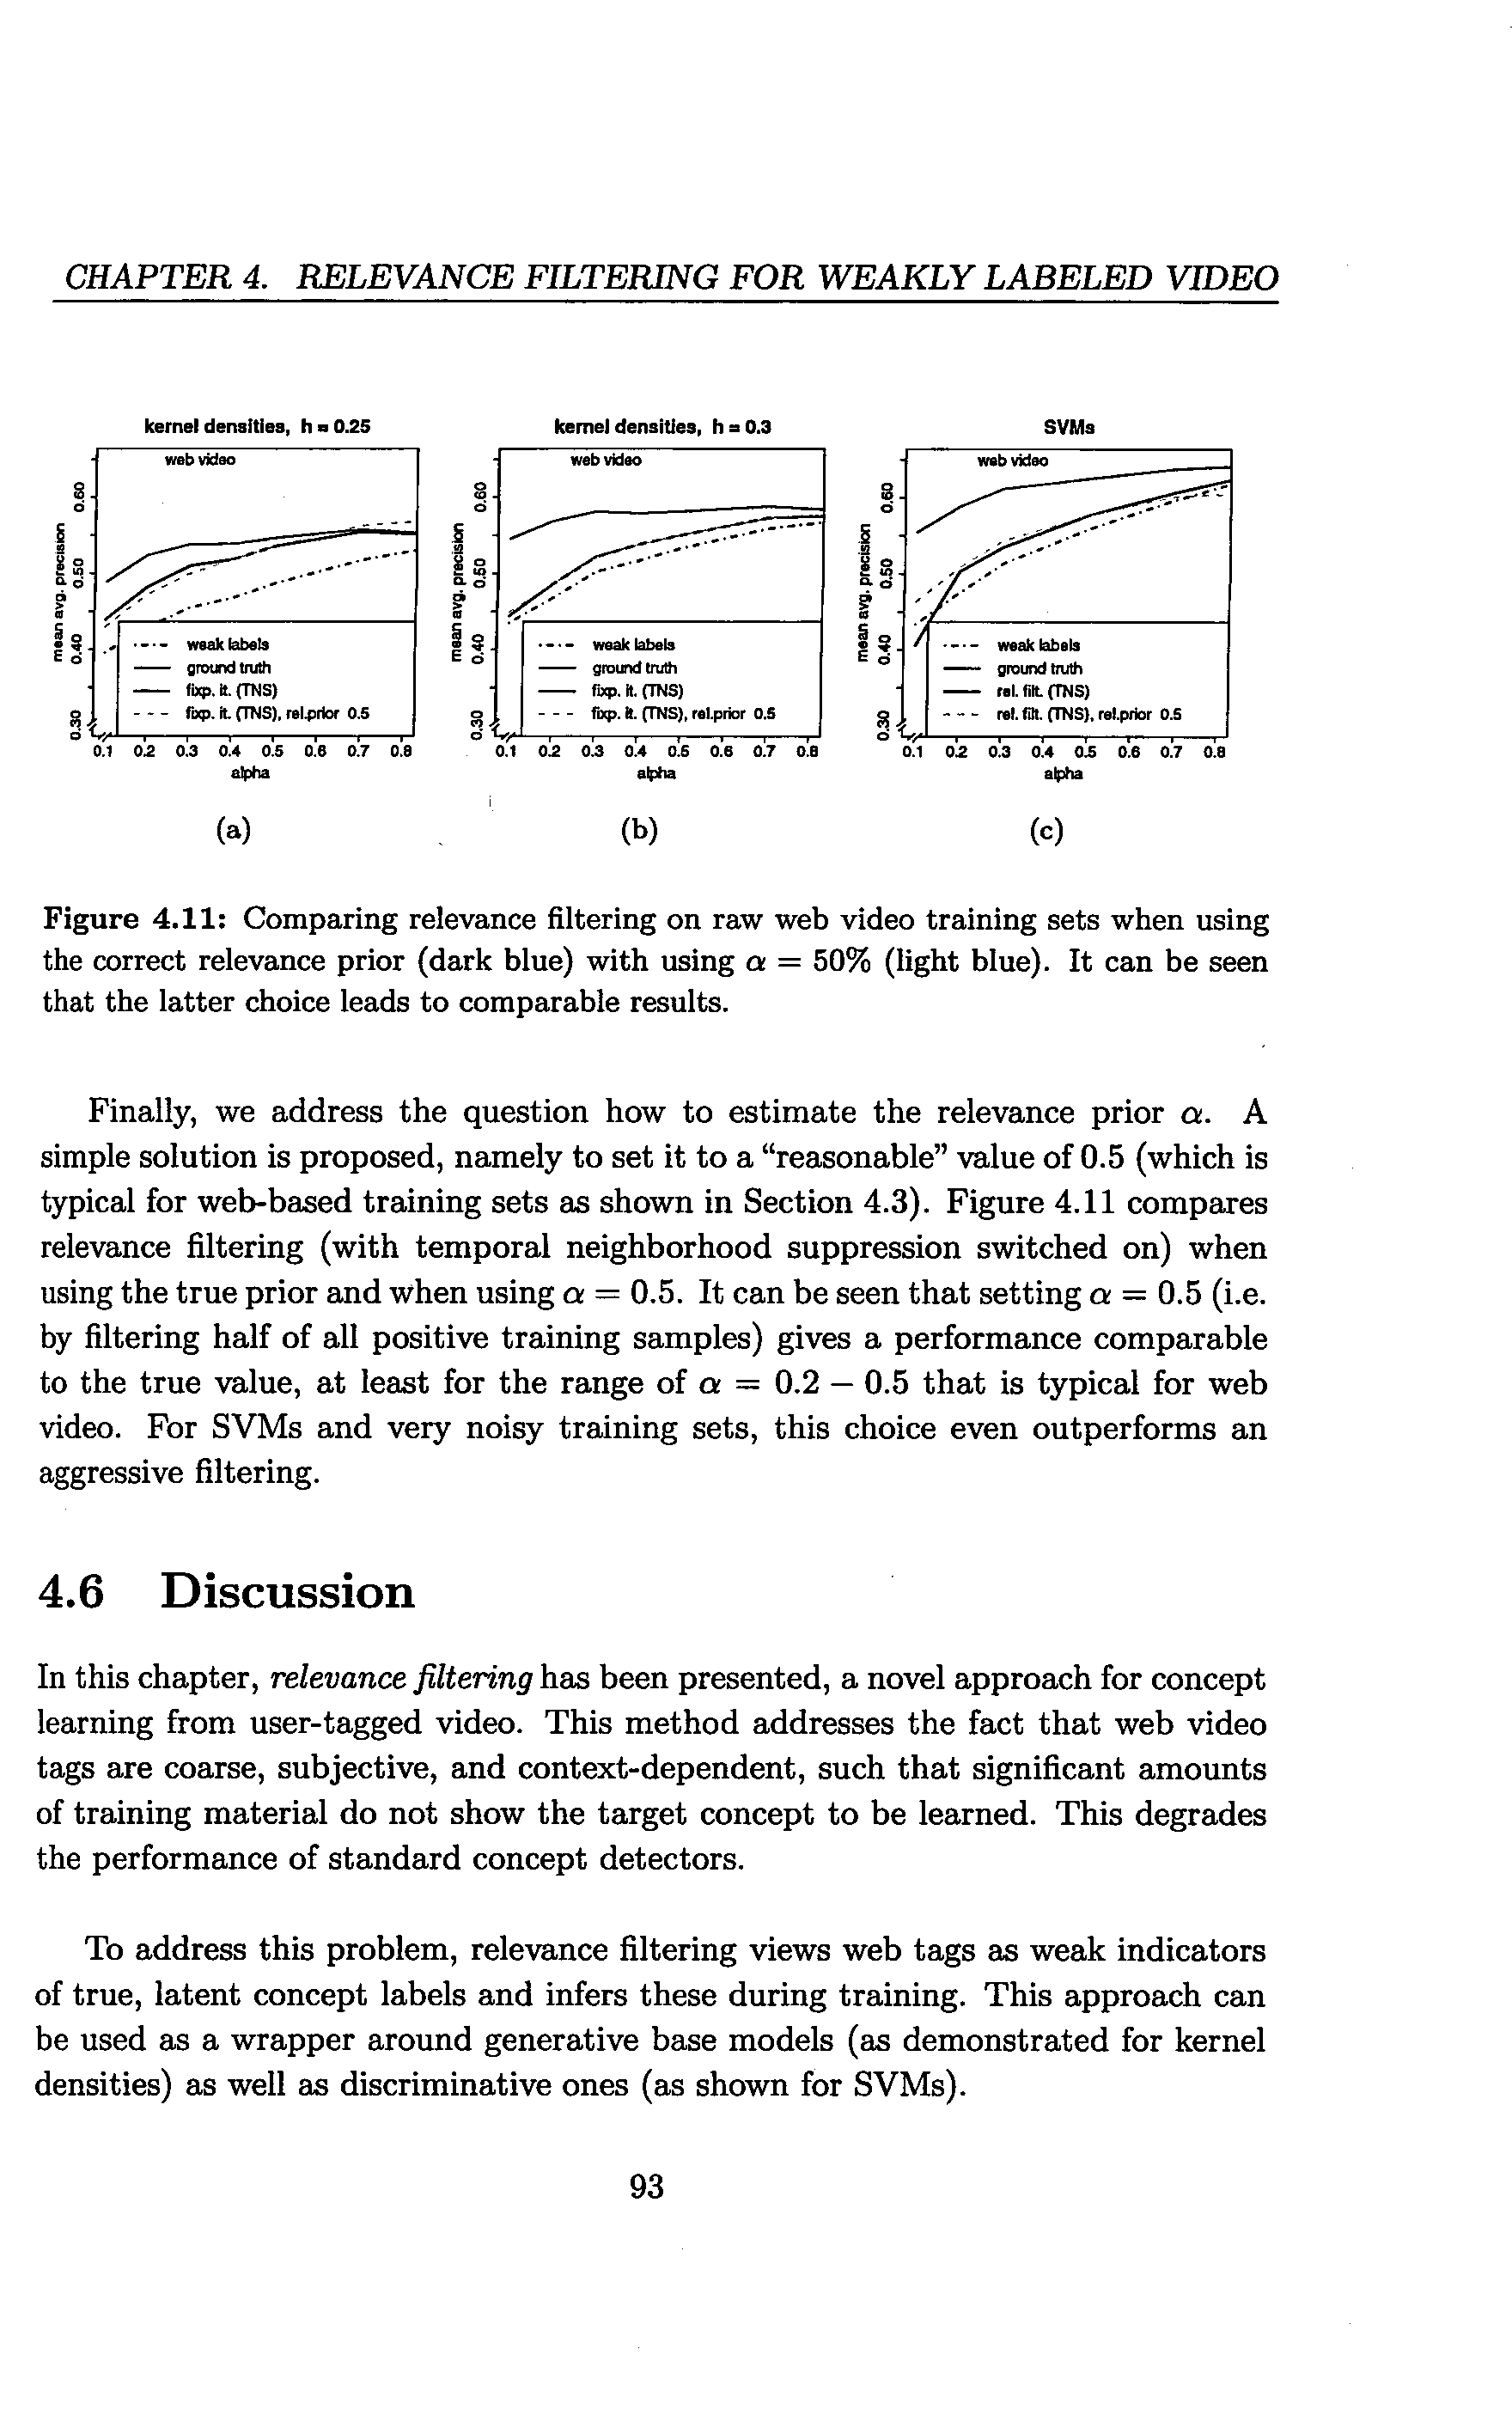 CHAPTER 4. RELEVANCE FILTERING FOR WEAKLY LABELED VIDEO
kernel densities, h = 0.25
web video
mean avg. precision
0.30 0.40 0.50 0.60
weak labels
ground truth
fixp. it. (TNS)
fixp. it. (TNS), rel.prior 0.5
0.1 0.2 0.3 0.4 0.5 0.6 0.7 0.8
alpha
(a)
kernel densities, h = 0.3
web video
mean avg. precision
0.30 0.40 0.50 0.60
weak labels
ground truth
fixp. it. (TNS)
fixp. it. (TNS), rel.prior 0.5
0.1 0.2 0.3 0.4 0.5 0.6 0.7 0.8
alpha
(b)
SVMs
web video
mean avg. precision
0.30 0.40 0.50 0.60
weak labels
ground truth
rel. filt. (TNS)
rel. filt. (TNS), rel.prior 0.5
0.1 0.2 0.3 0.4 0.5 0.6 0.7 0.8
alpha
(c)
Figure 4.11: Comparing relevance filtering on raw web video training sets when using
the correct relevance prior (dark blue) with using α = 50% (light blue). It can be seen
that the latter choice leads to comparable results.
Finally, we address the question how to estimate the relevance prior α. A
simple solution is proposed, namely to set it to a “reasonable” value of 0.5 (which is
typical for web-based training sets as shown in Section 4.3). Figure 4.11 compares
relevance filtering (with temporal neighborhood suppression switched on) when
using the true prior and when using α = 0.5. It can be seen that setting α = 0.5 (i.e.
by filtering half of all positive training samples) gives a performance comparable
to the true value, at least for the range of α = 0.2 – 0.5 that is typical for web
video. For SVMs and very noisy training sets, this choice even outperforms an
aggressive filtering.
4.6 Discussion
In this chapter, relevance filtering has been presented, a novel approach for concept
learning from user-tagged video. This method addresses the fact that web video
tags are coarse, subjective, and context-dependent, such that significant amounts
of training material do not show the target concept to be learned. This degrades
the performance of standard concept detectors.
To address this problem, relevance filtering views web tags as weak indicators
of true, latent concept labels and infers these during training. This approach can
be used as a wrapper around generative base models (as demonstrated for kernel
densities) as well as discriminative ones (as shown for SVMs).
93